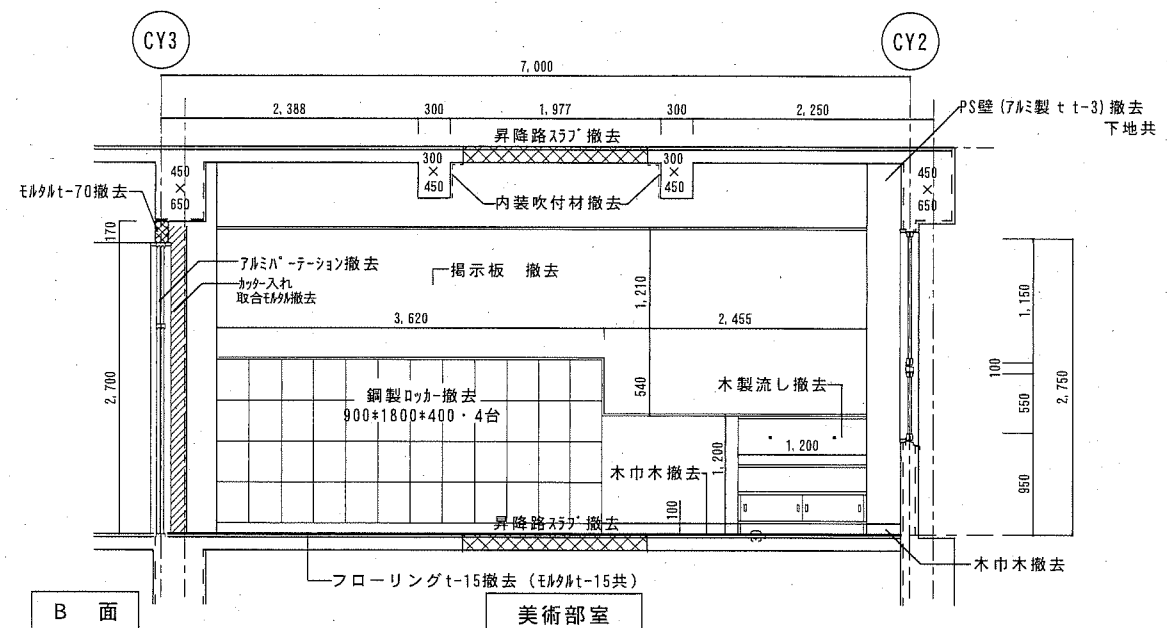 CY3
CY2
7,000
2,388
300
1,977
300
2,250
PS壁(アルミ製 t t-3)撤去
下地共
昇降路スラブ撤去
450
×
650
300
×
450
300
×
450
450
×
650
モルタルt-70撤去
内装吹付材撤去
170
アルミパーテーション撤去
カッター入れ
取合モルタル撤去
掲示板 撤去
1,210
1,150
3,620
2,455
100
2,750
2,700
鋼製ロッカー撤去
900*1800*400・4台
540
木製流し撤去
550
1,200
1,200
木巾木撤去
950
100
昇降路スラブ撤去
30
木巾木撤去
フローリングt-15撤去(モルタルt-15共)
B 面
美術部室